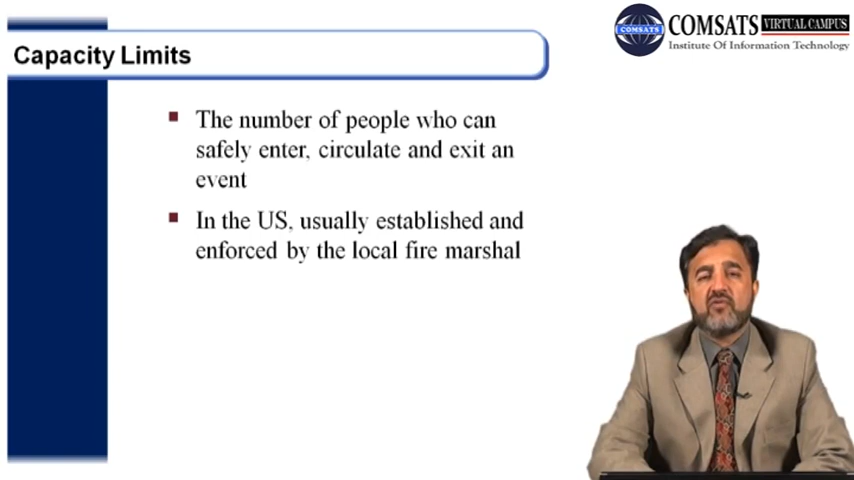 COMSATS VIRTUAL CAMPUS
COMSATS
Institute Of Information Technology
Capacity Limits
The number of people who can
safely enter, circulate and exit an
event
In the US, usually established and
enforced by the local fire marshal